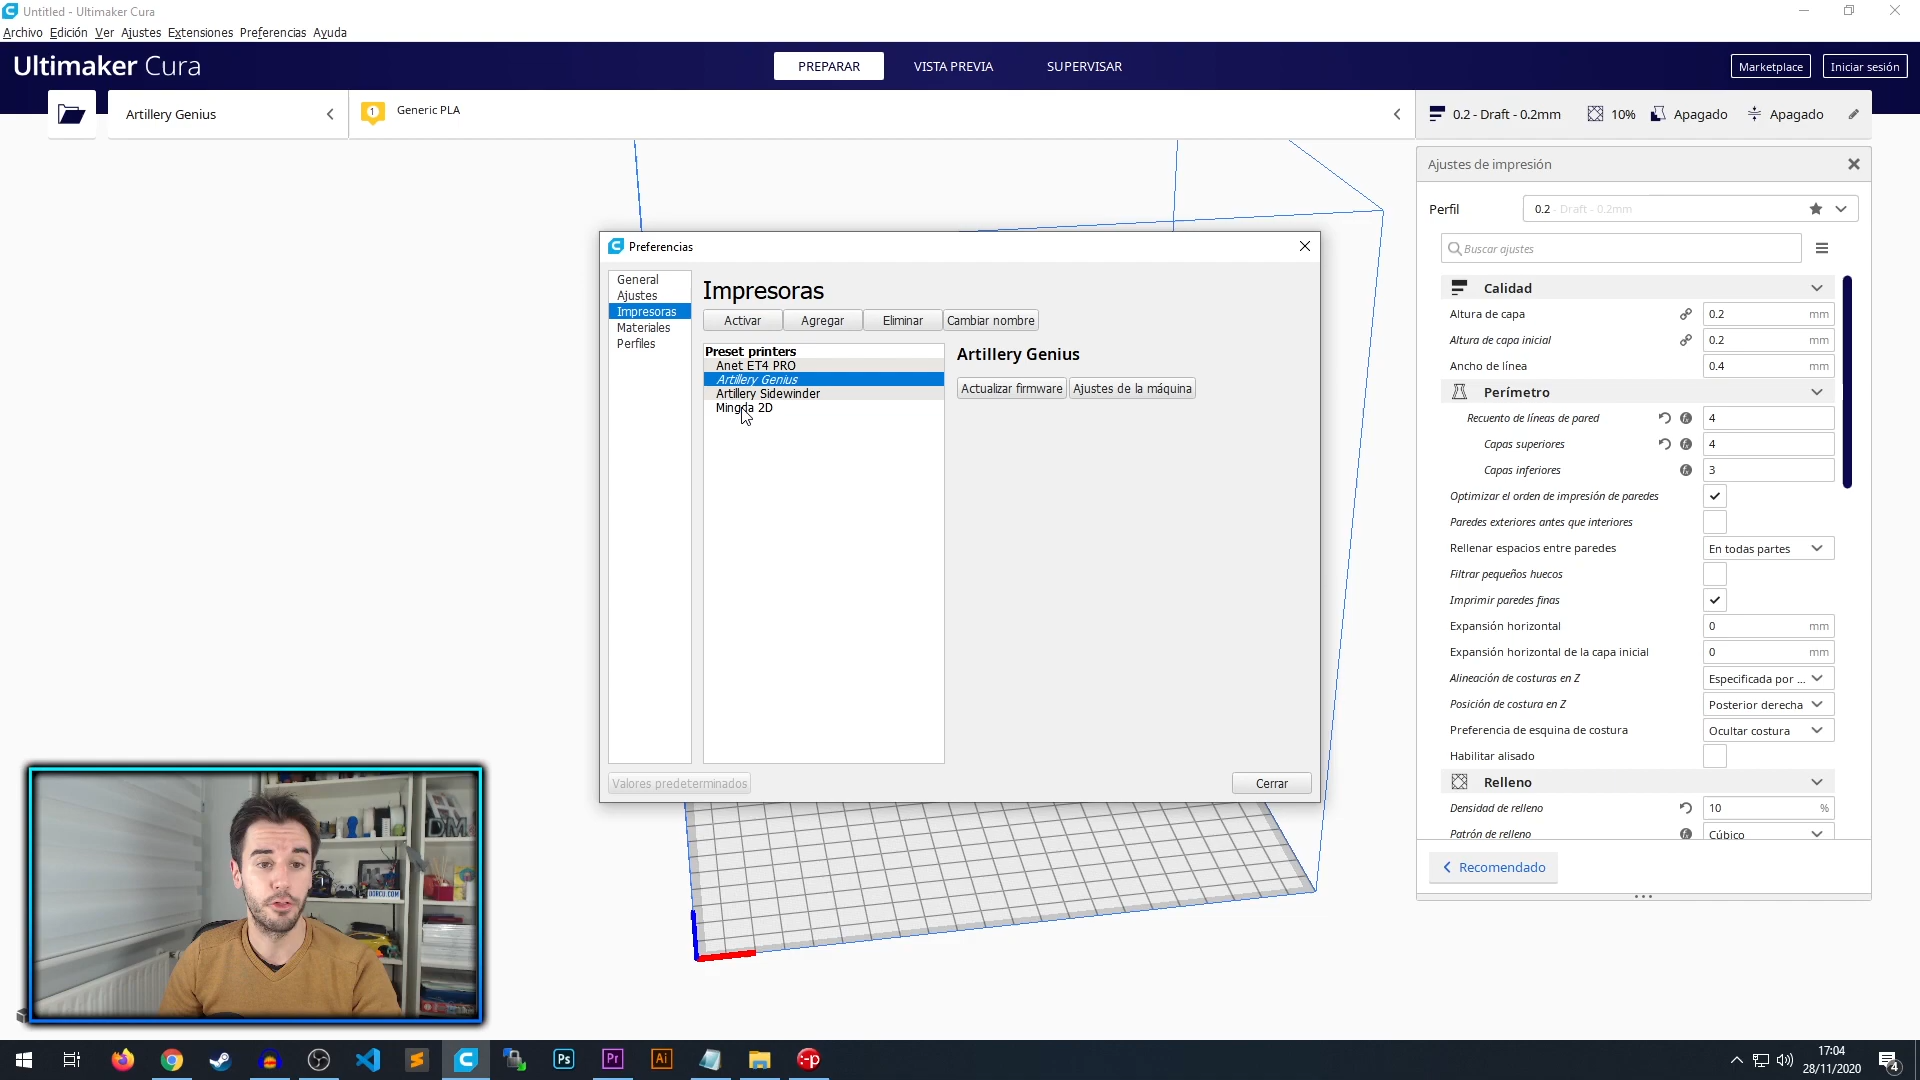 Untitled - Ultimaker Cura
Archivo Edición Ver Ajustes Extensiones Preferencias Ayuda
Ultimaker Cura
PREPARAR
VISTA PREVIA
SUPERVISAR
Marketplace
Iniciar sesión
Artillery Genius
1
Generic PLA
0.2 - Draft - 0.2mm
10%
Apagado
Apagado
Ajustes de impresión
Perfil
0.2 - Draft - 0.2mm
Buscar ajustes
Calidad
Altura de capa
0.2 mm
Altura de capa inicial
0.2 mm
Ancho de línea
0.4 mm
Perímetro
Recuento de líneas de pared
4
Capas superiores
4
Capas inferiores
3
Optimizar el orden de impresión de paredes
Paredes exteriores antes que interiores
Rellenar espacios entre paredes
En todas partes
Filtrar pequeños huecos
Imprimir paredes finas
Expansión horizontal
0 mm
Expansión horizontal de la capa inicial
0 mm
Alineación de costuras en Z
Especificada por ...
Posición de costura en Z
Posterior derecha
Preferencia de esquina de costura
Ocultar costura
Habilitar alisado
Relleno
Densidad de relleno
10 %
Patrón de relleno
Cúbico
Recomendado
Preferencias
General
Ajustes
Impresoras
Materiales
Perfiles
Impresoras
Activar
Agregar
Eliminar
Cambiar nombre
Preset printers
Anet ET4 PRO
Artillery Genius
Artillery Sidewinder
Mingda 2D
Artillery Genius
Actualizar firmware
Ajustes de la máquina
Valores predeterminados
Cerrar
Ps
Pr
Ai
17:04
28/11/2020
4